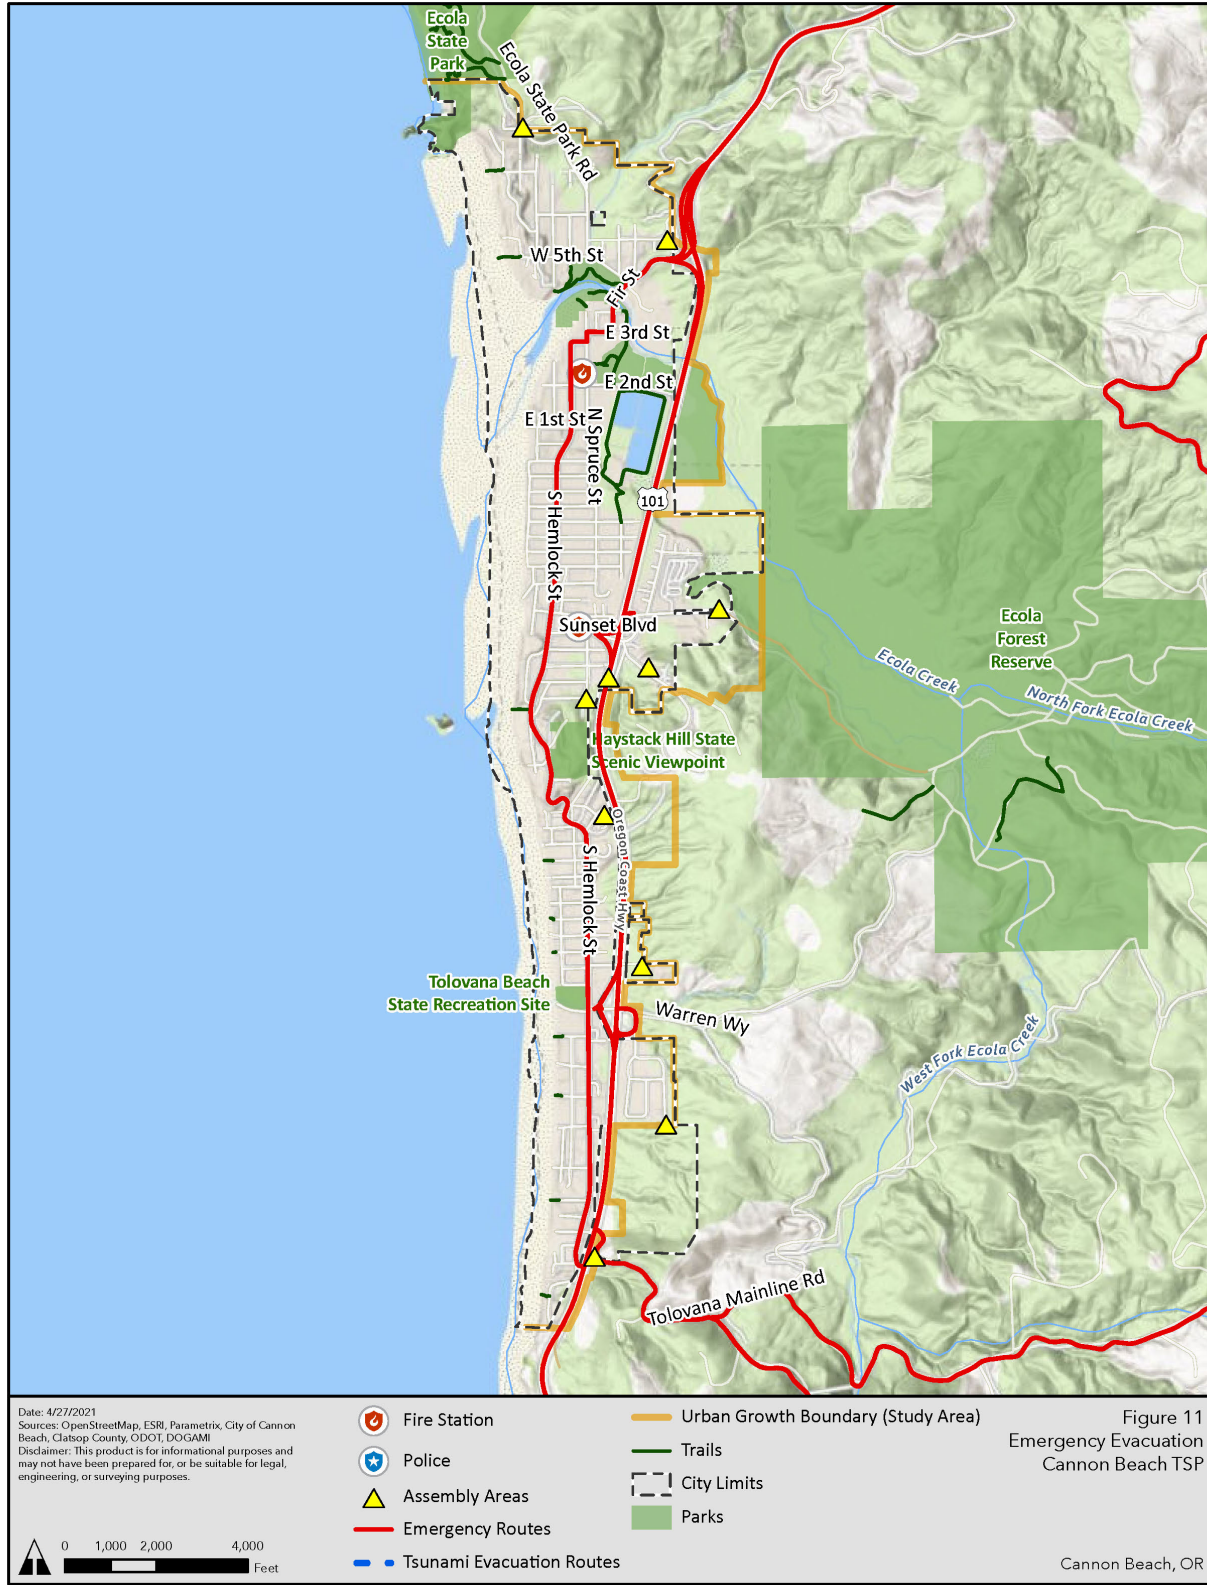 Ecola
State
Park
Ecola State Park Rd
W 5th St
Fir St
E 3rd St
E 2nd St
E 1st St
N Spruce St
101
S Hemlock St
Sunset Blvd
Ecola
Forest
Reserve
Ecola Creek
North Fork Ecola Creek
Haystack Hill State
Scenic Viewpoint
Oregon Coast Hwy
S Hemlock St
Tolovana Beach
State Recreation Site
Warren Wy
West Fork Ecola Creek
Tolovana Mainline Rd
Date: 4/27/2021
Sources: OpenStreetMap, ESRI, Parametrix, City of Cannon
Beach, Clatsop County, ODOT, DOGAMI
Disclaimer: This product is for informational purposes and
may not have been prepared for, or be suitable for legal,
engineering, or surveying purposes.
0 1,000 2,000 4,000
Feet
Fire Station
Police
Assembly Areas
Emergency Routes
Tsunami Evacuation Routes
Urban Growth Boundary (Study Area)
Trails
City Limits
Parks
Figure 11
Emergency Evacuation
Cannon Beach TSP
Cannon Beach, OR